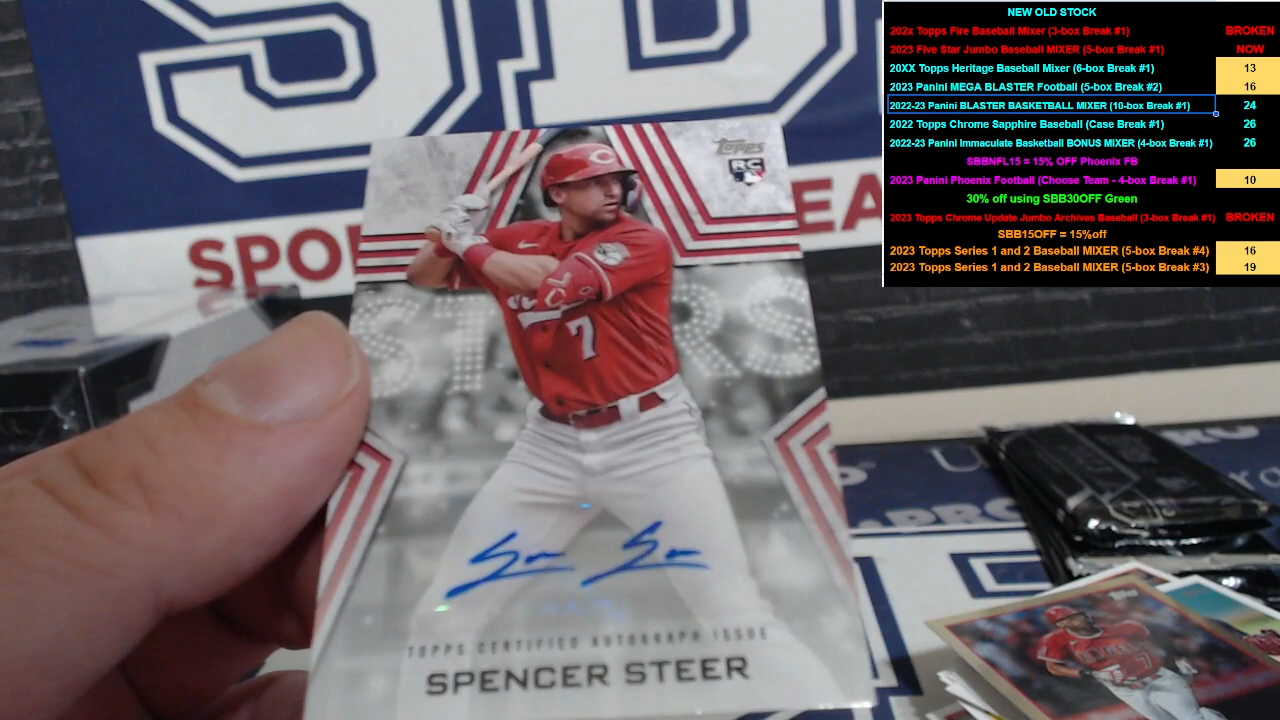 NEW OLD STOCK
202x Topps Fire Baseball Mixer (3-box Break #1) BROKEN
2023 Five Star Jumbo Baseball MIXER (5-box Break #1) NOW
20XX Topps Heritage Baseball Mixer (6-box Break #1) 13
2023 Panini MEGA BLASTER Football (5-box Break #2) 16
2022-23 Panini BLASTER BASKETBALL MIXER (10-box Break #1) 24
2022 Topps Chrome Sapphire Baseball (Case Break #1) 26
2022-23 Panini Immaculate Basketball BONUS MIXER (4-box Break #1) 26
SBBNFL15 = 15% OFF Phoenix FB
2023 Panini Phoenix Football (Choose Team - 4-box Break #1) 10
30% off using SBB30OFF Green
2023 Topps Chrome Update Jumbo Archives Baseball (3-box Break #1) BROKEN
SBB15OFF = 15%off
2023 Topps Series 1 and 2 Baseball MIXER (5-box Break #4) 16
2023 Topps Series 1 and 2 Baseball MIXER (5-box Break #3) 19
SPO
EA
Topps
RC
C
7
STARS
TOPPS CERTIFIED AUTOGRAPH ISSUE
SPENCER STEER
PRO
Topps
7